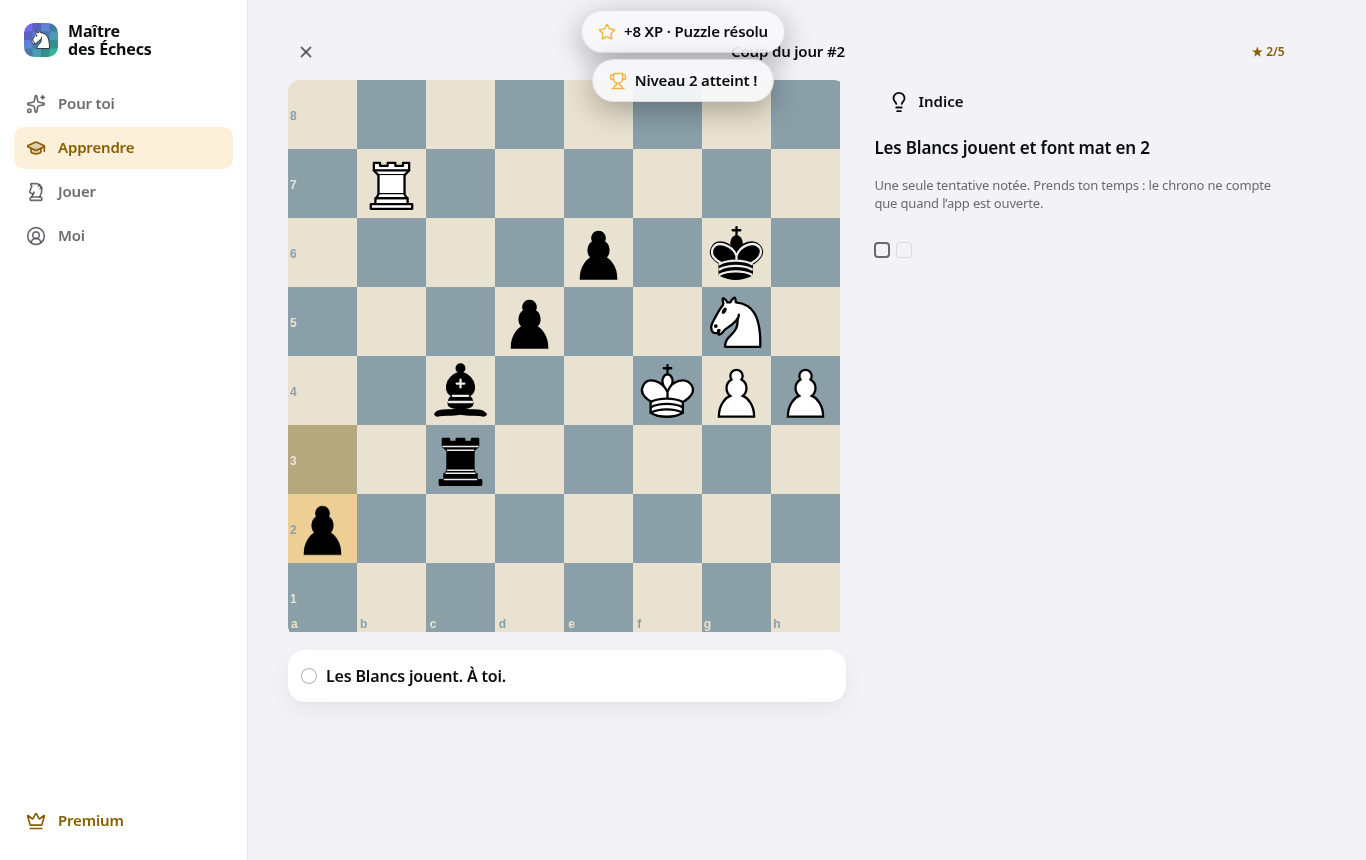 Maître
des Échecs
Pour toi
Apprendre
Jouer
Moi
Premium
+8 XP · Puzzle résolu
Coup du jour #2
★ 2/5
Niveau 2 atteint !
8
7
6
5
4
3
2
1
a b c d e f g h
Les Blancs jouent. À toi.
Indice
Les Blancs jouent et font mat en 2
Une seule tentative notée. Prends ton temps : le chrono ne compte
que quand l’app est ouverte.